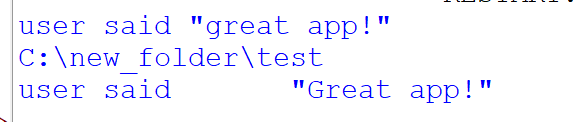 user said "great app!"
C:\new_folder\test
user said      "Great app!"